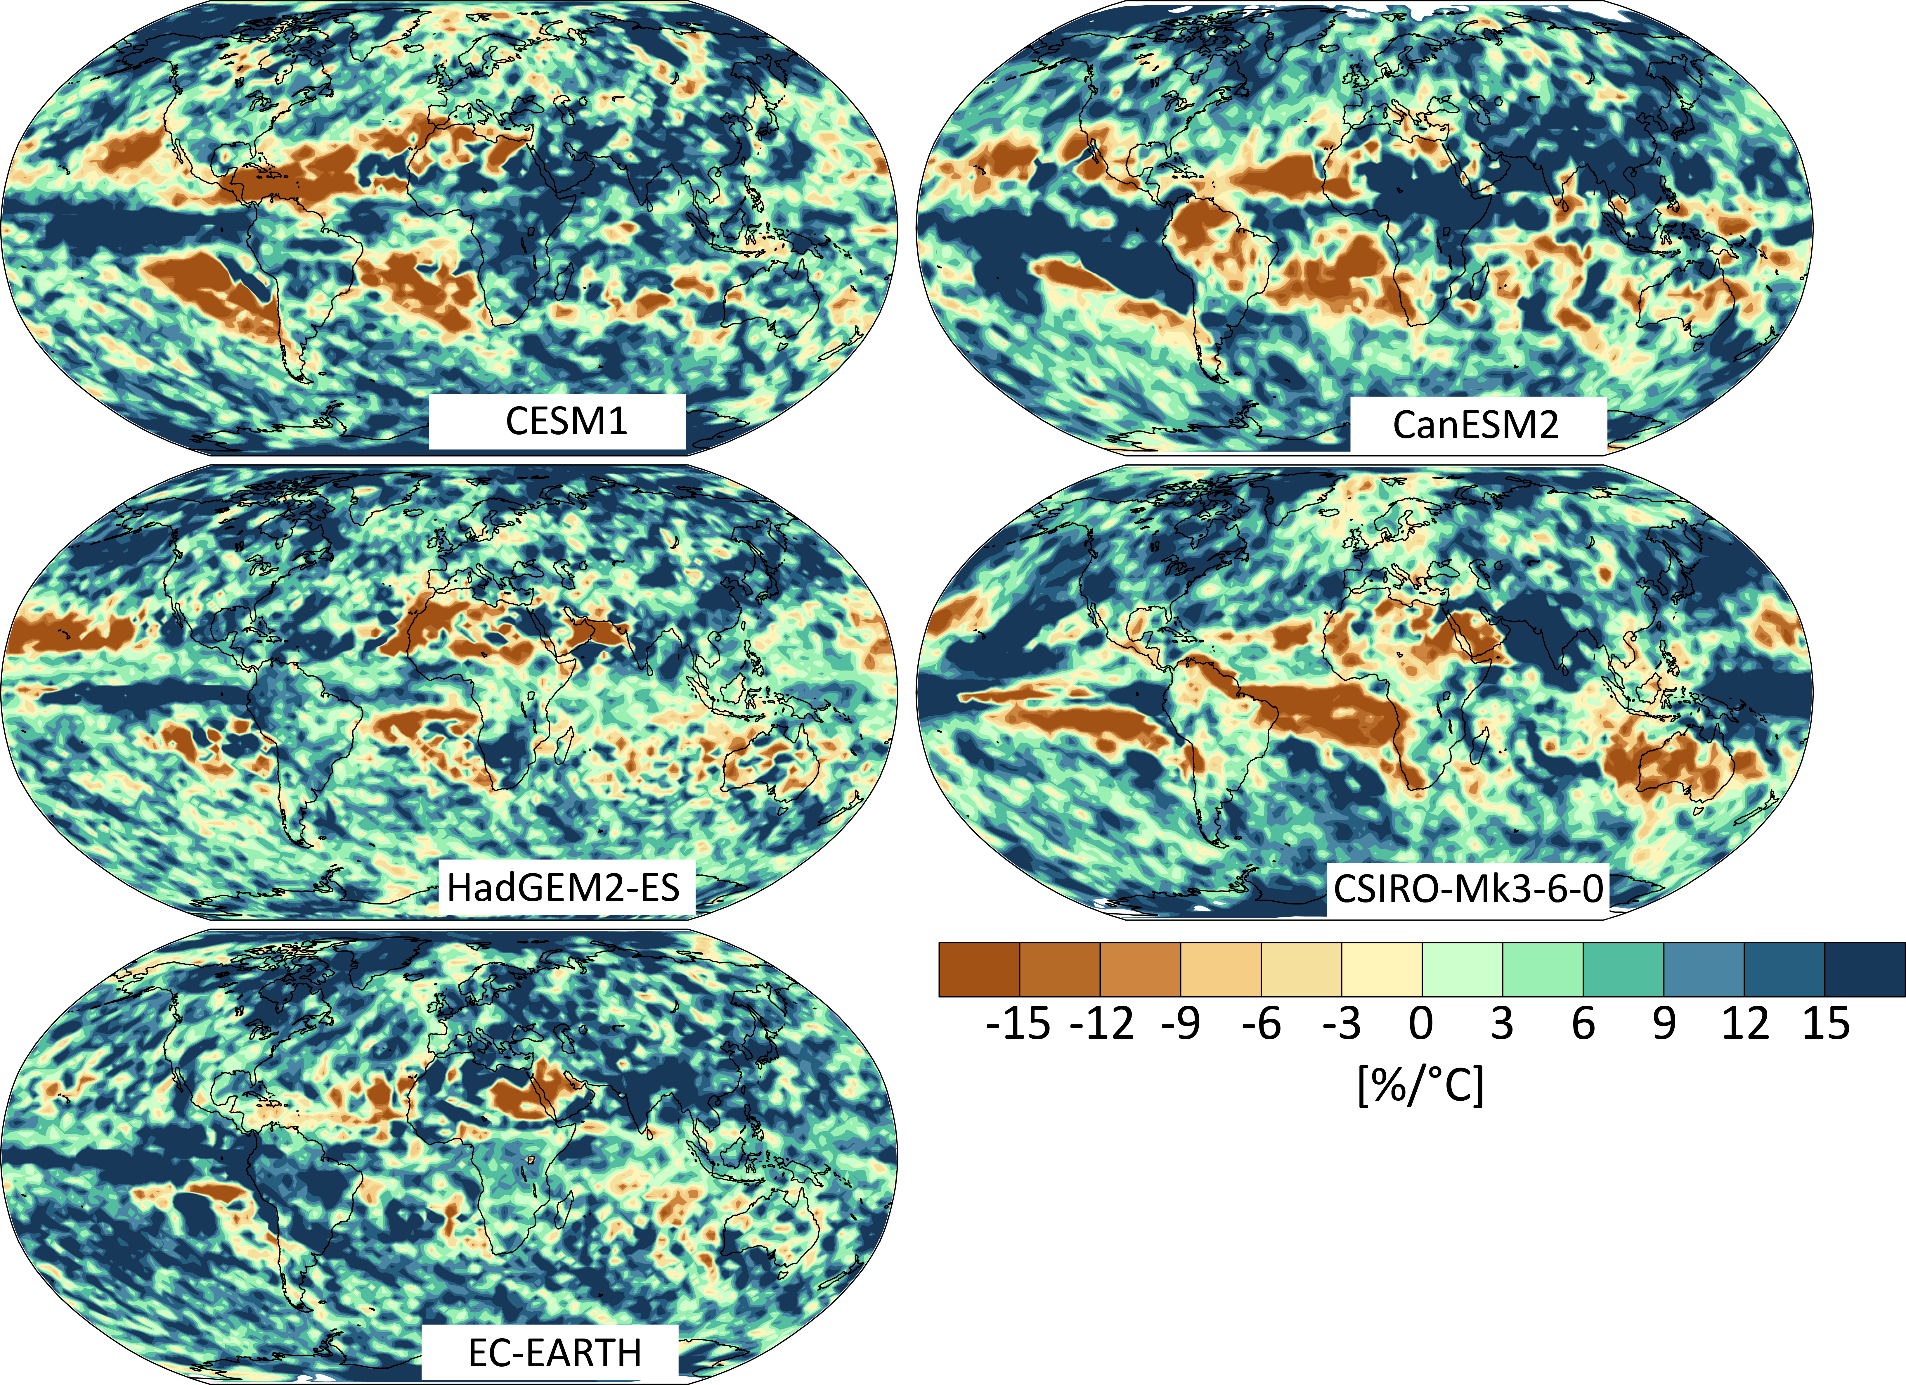 CESM1
CanESM2
HadGEM2-ES
CSIRO-Mk3-6-0
-15 -12 -9 -6 -3 0 3 6 9 12 15
[%/°C]
EC-EARTH